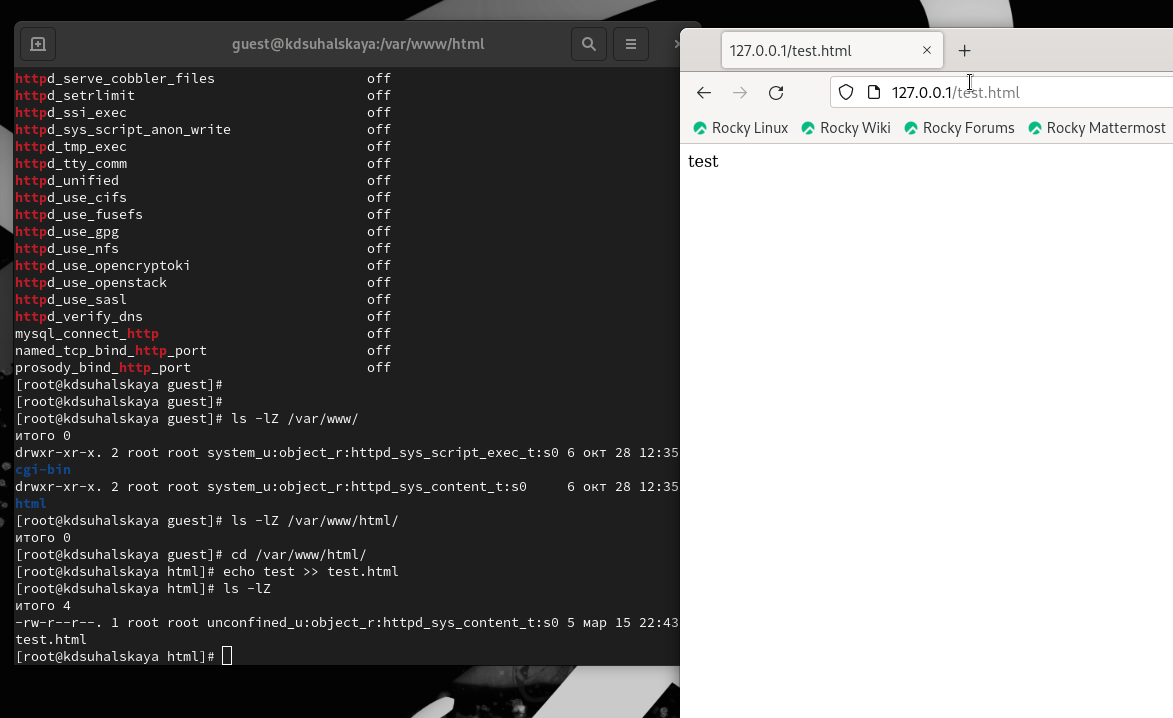 guest@kdsuhalskaya:/var/www/html
httpd_serve_cobbler_files off
httpd_setrlimit off
httpd_ssi_exec off
httpd_sys_script_anon_write off
httpd_tmp_exec off
httpd_tty_comm off
httpd_unified off
httpd_use_cifs off
httpd_use_fusefs off
httpd_use_gpg off
httpd_use_nfs off
httpd_use_opencryptoki off
httpd_use_openstack off
httpd_use_sasl off
httpd_verify_dns off
mysql_connect_http off
named_tcp_bind_http_port off
prosody_bind_http_port off
[root@kdsuhalskaya guest]#
[root@kdsuhalskaya guest]#
[root@kdsuhalskaya guest]# ls -lZ /var/www/
итого 0
drwxr-xr-x. 2 root root system_u:object_r:httpd_sys_script_exec_t:s0 6 окт 28 12:35
cgi-bin
drwxr-xr-x. 2 root root system_u:object_r:httpd_sys_content_t:s0 6 окт 28 12:35
html
[root@kdsuhalskaya guest]# ls -lZ /var/www/html/
итого 0
[root@kdsuhalskaya guest]# cd /var/www/html/
[root@kdsuhalskaya html]# echo test >> test.html
[root@kdsuhalskaya html]# ls -lZ
итого 4
-rw-r--r--. 1 root root unconfined_u:object_r:httpd_sys_content_t:s0 5 мар 15 22:43
test.html
[root@kdsuhalskaya html]#
127.0.0.1/test.html
127.0.0.1/test.html
Rocky Linux Rocky Wiki Rocky Forums Rocky Mattermost
test